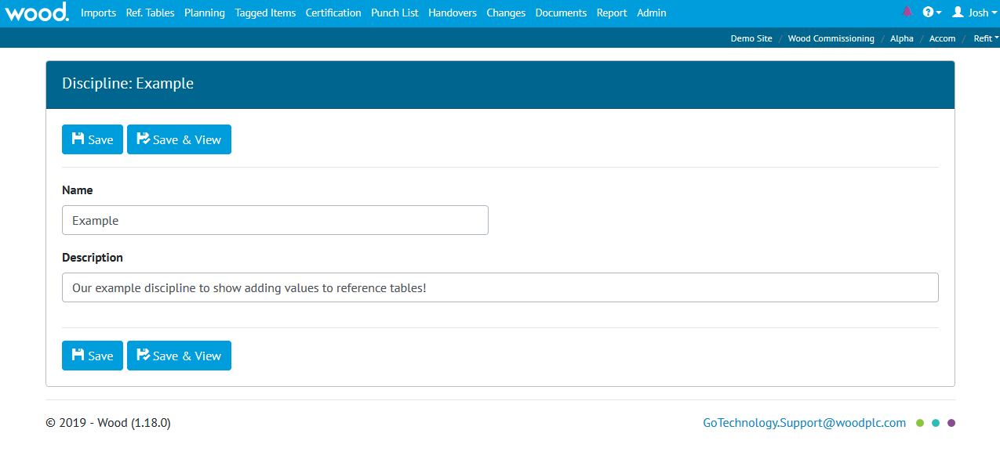 wood. Imports Ref. Tables Planning Tagged Items Certification Punch List Handovers Changes Documents Report Admin ? Josh
Demo Site / Wood Commissioning / Alpha / Accom / Refit
Discipline: Example
Save Save & View
Name
Example
Description
Our example discipline to show adding values to reference tables!
Save Save & View
© 2019 - Wood (1.18.0) GoTechnology.Support@woodplc.com